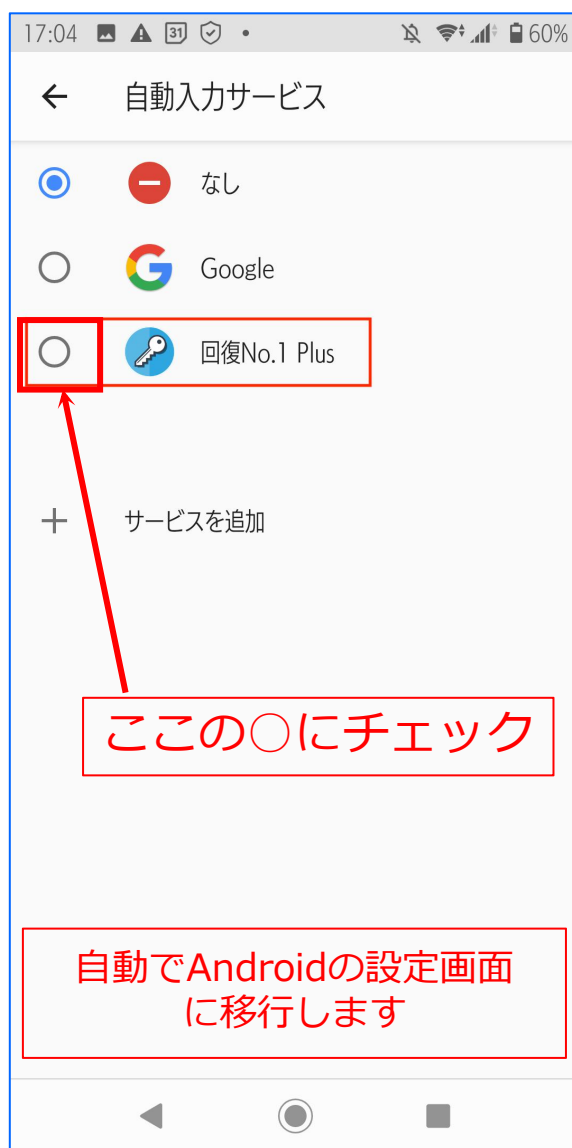 17:04 31 60%
自動入力サービス
なし
Google
回復No.1 Plus
サービスを追加
ここの○にチェック
自動でAndroidの設定画面
に移行します